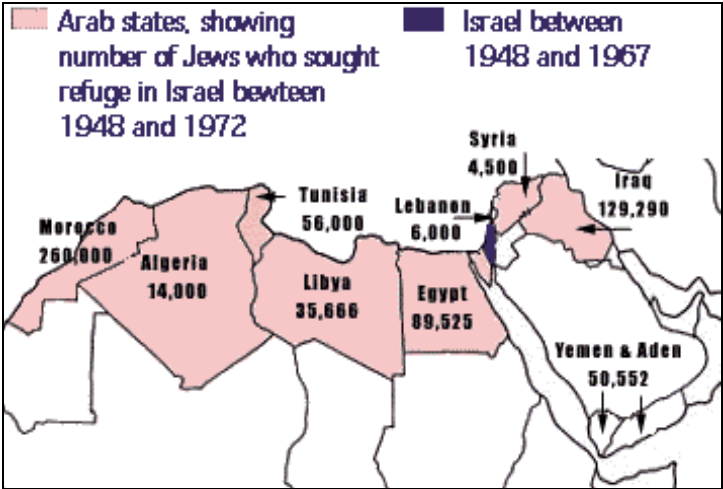 Arab states, showing
number of Jews who sought
refuge in Israel bewteen
1948 and 1972
Israel between
1948 and 1967
Syria
4,500
Iraq
129,290
Tunisia
56,000
Lebanon
6,000
Morocco
260,000
Algeria
14,000
Libya
35,666
Egypt
89,525
Yemen & Aden
50,552